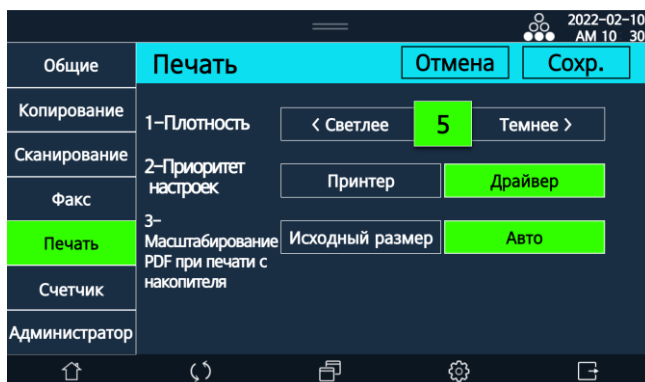 2022-02-10
AM 10 30
Общие
Печать
Отмена
Сохр.
Копирование
1-Плотность
< Светлее
5
Темнее >
Сканирование
2-Приоритет
настроек
Принтер
Драйвер
Факс
3-
Масштабирование
PDF при печати с
накопителя
Исходный размер
Авто
Печать
Счетчик
Администратор